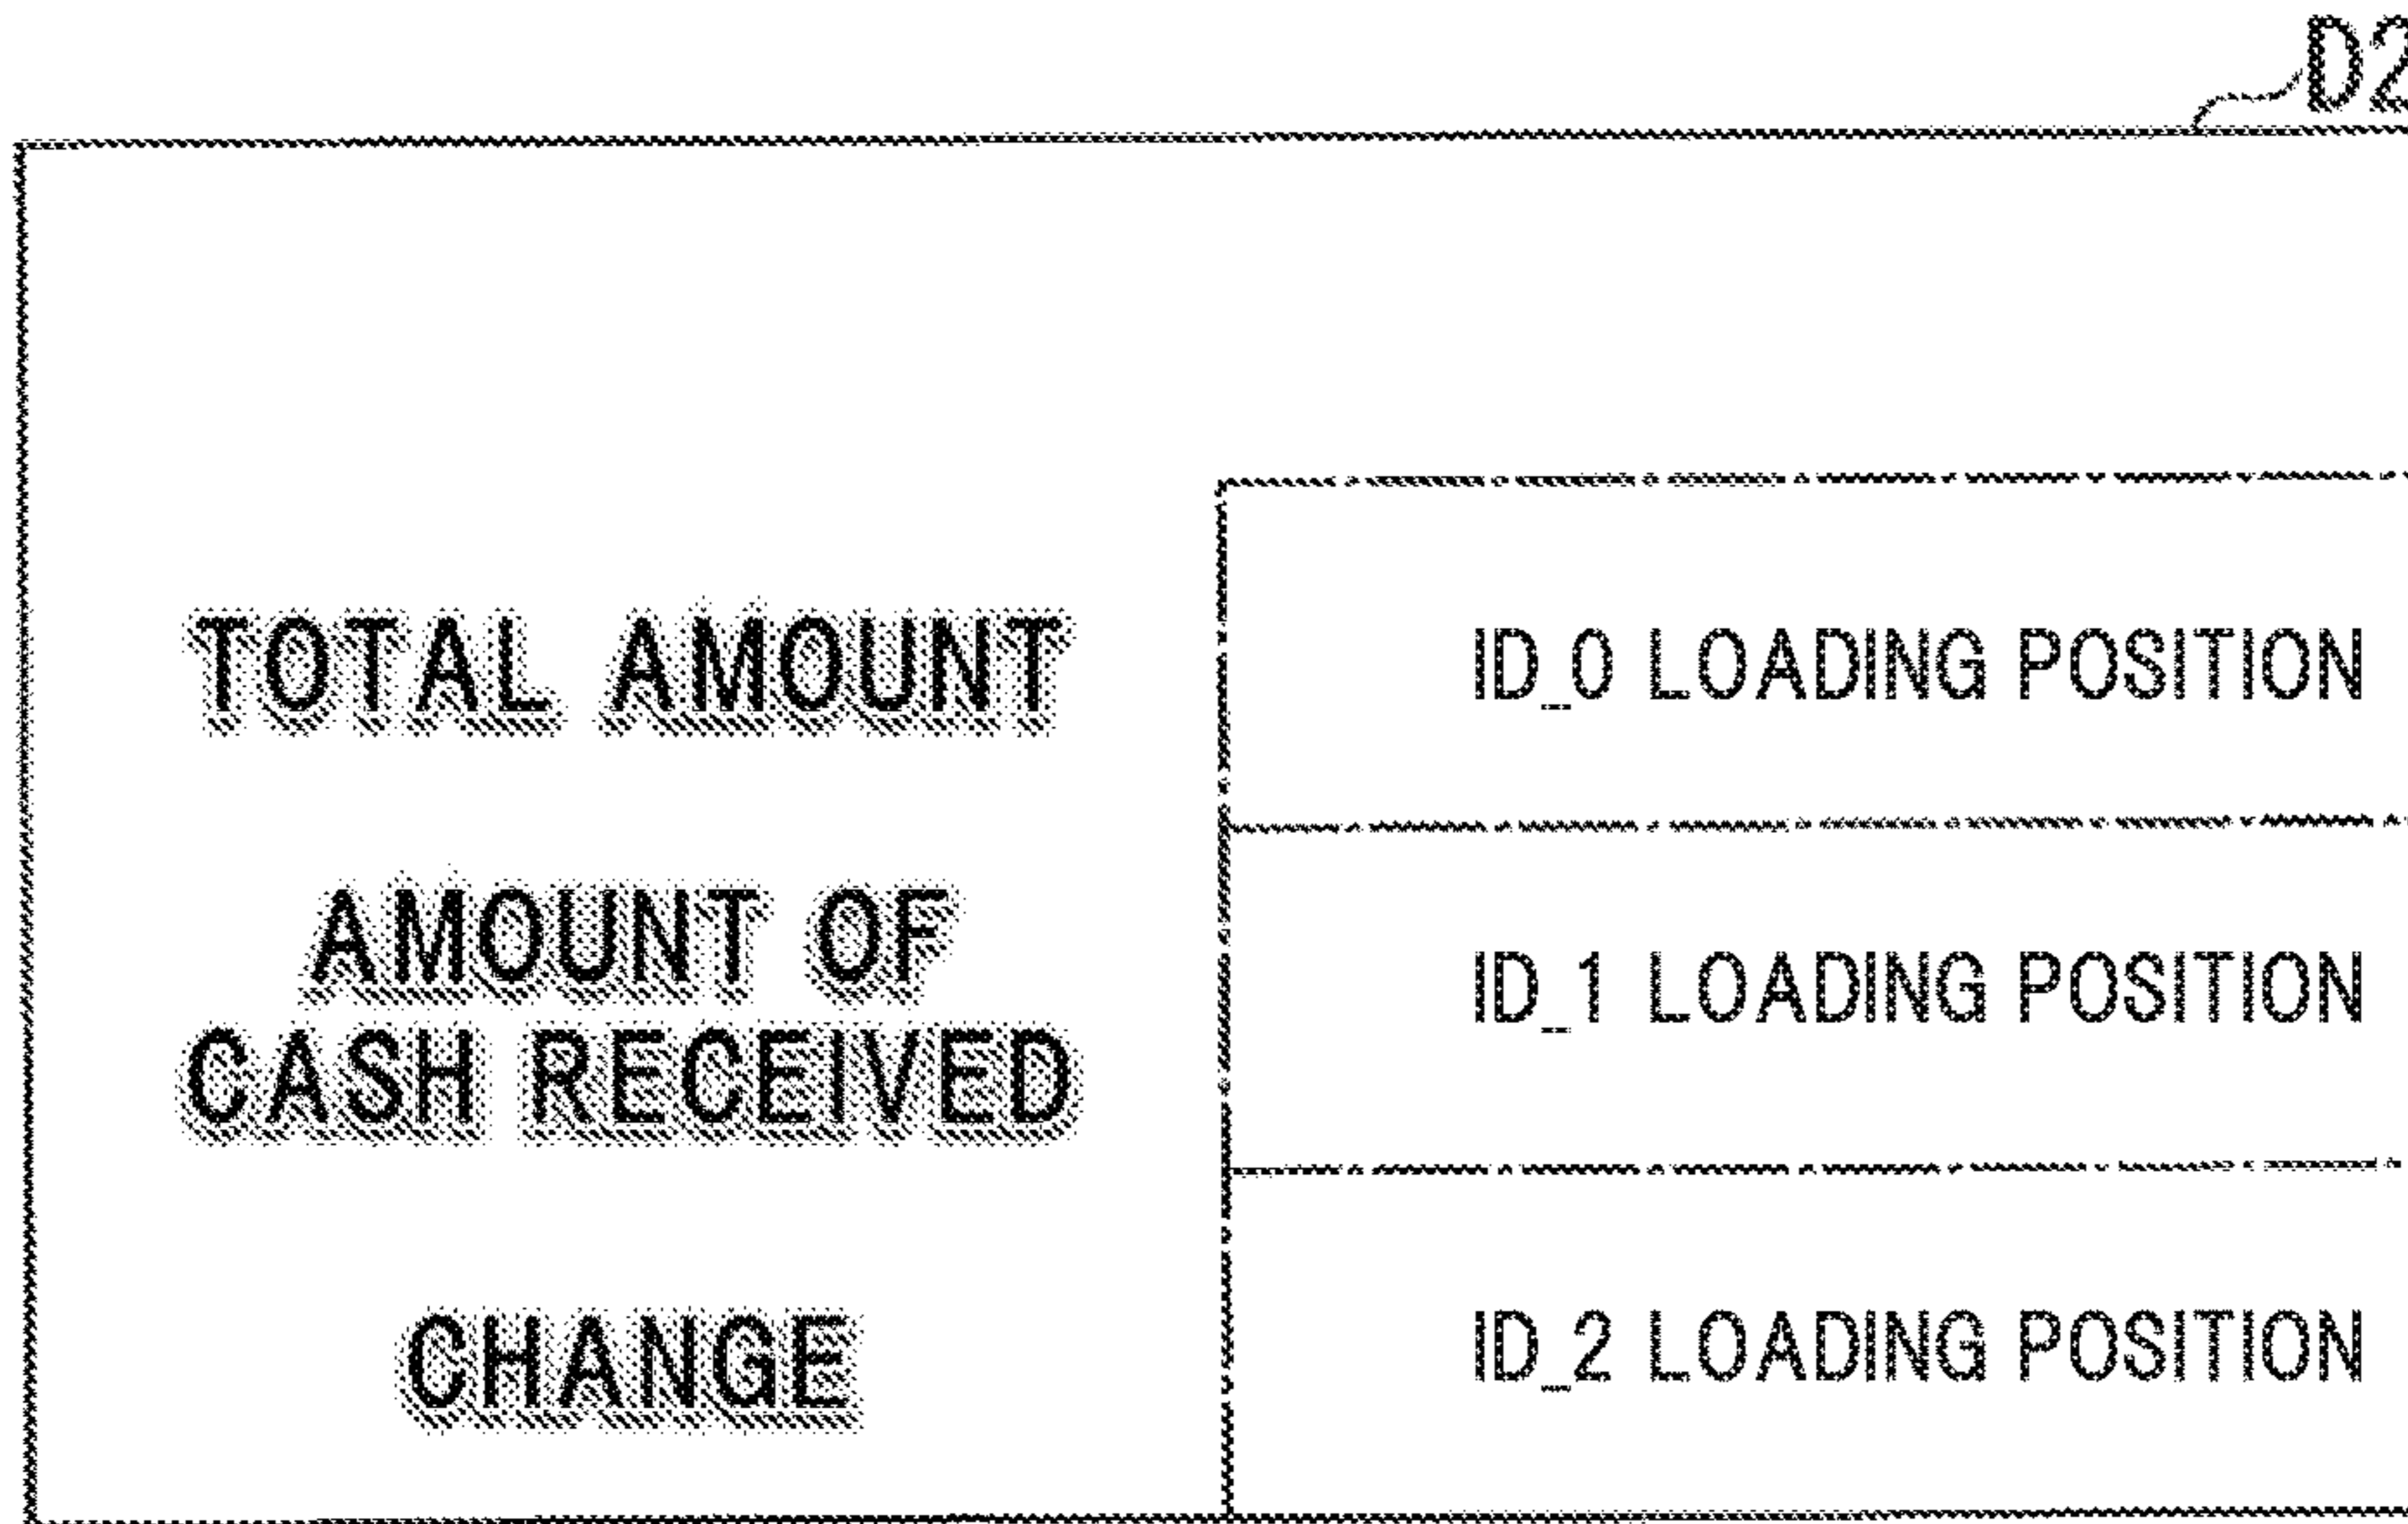 D2
TOTAL AMOUNT
ID_0 LOADING POSITION
AMOUNT OF
CASH RECEIVED
ID_1 LOADING POSITION
CHANGE
ID_2 LOADING POSITION